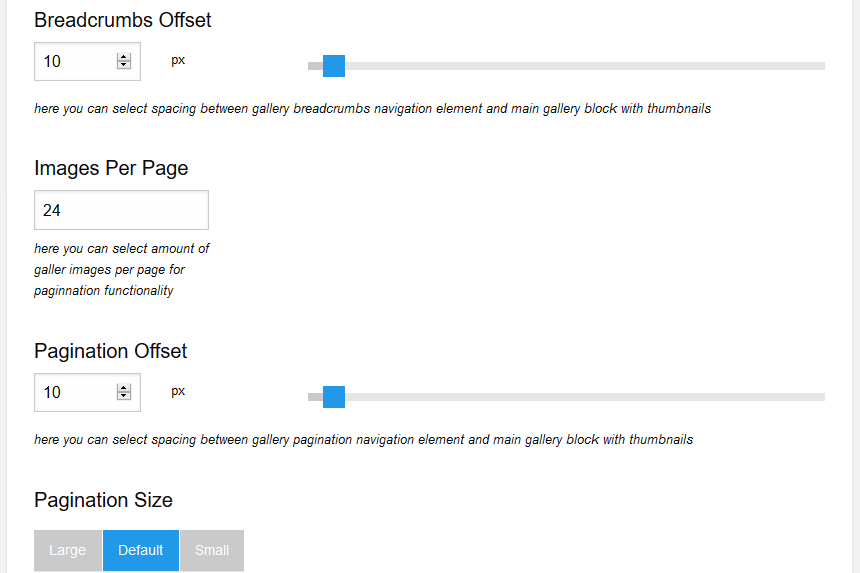 Breadcrumbs Offset
10 px
here you can select spacing between gallery breadcrumbs navigation element and main gallery block with thumbnails
Images Per Page
24
here you can select amount of
galler images per page for
paginnation functionality
Pagination Offset
10 px
here you can select spacing between gallery pagination navigation element and main gallery block with thumbnails
Pagination Size
Large Default Small